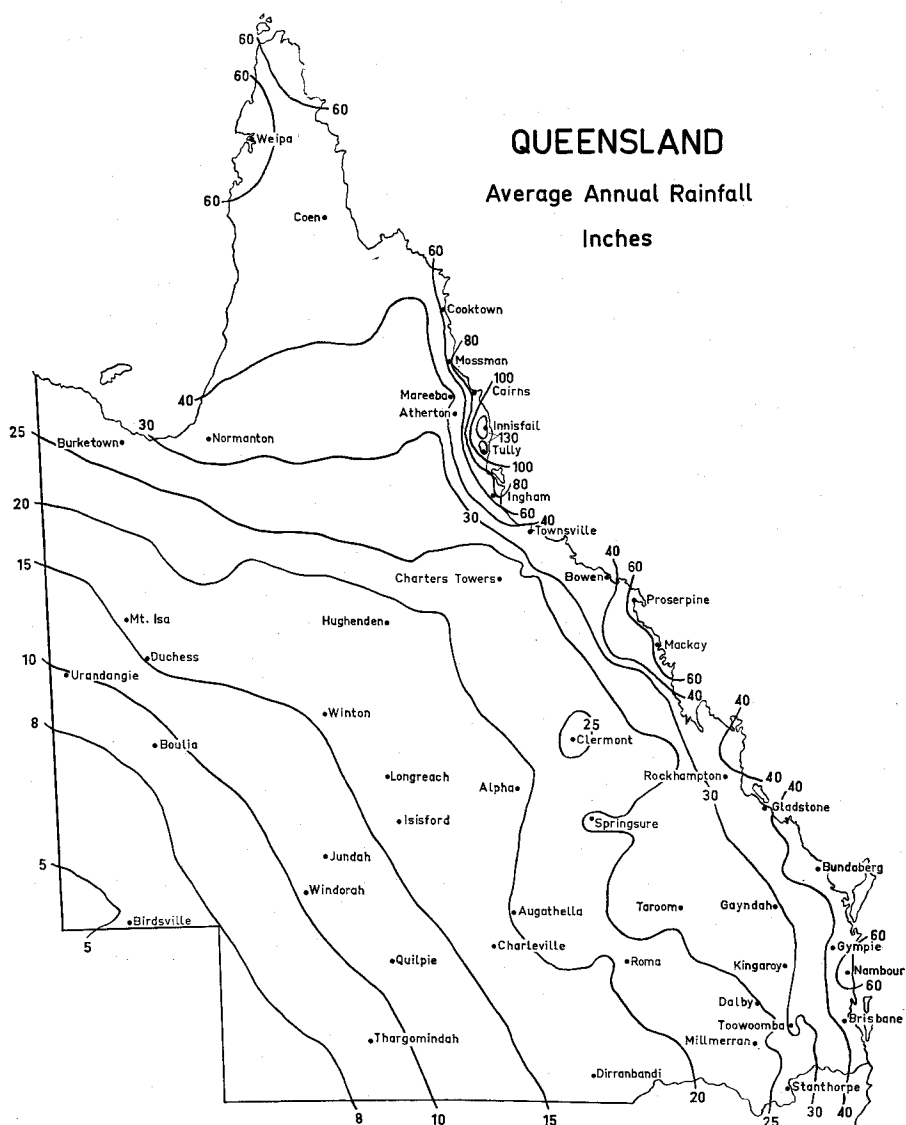 60
60
60
QUEENSLAND
Weipa
Average Annual Rainfall
60
Coen
Inches
60
Cooktown
80
Mossman
100
Mareeba
Cairns
40
Atherton
30
Innisfail
25
Burketown
Normanton
130
Tully
100
80
20
Ingham
30
60
40
Townsville
15
40
Charters Towers
Bowen
60
Proserpine
Mt. Isa
Hughenden
Mackay
10
Duchess
Urandangie
60
40
40
8
Winton
25
Boulia
Clermont
Longreach
Rockhampton
40
Alpha
40
30
Gladstone
Isisford
Springsure
Jundah
5
Bundaberg
Windorah
Taroom
Gayndah
Birdsville
Augathella
60
5
Charleville
Gympie
Quilpie
Roma
Kingaroy
Nambour
60
Dalby
Brisbane
Toowoomba
Thargomindah
Millmerran
Dirranbandi
Stanthorpe
20
8
10
15
25
30
40